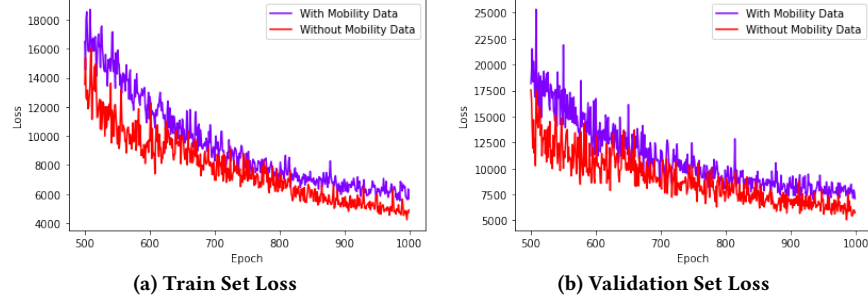 With Mobility Data
Without Mobility Data
18000
16000
14000
12000
10000
8000
6000
4000
Loss
500
600
700
800
900
1000
Epoch
(a) Train Set Loss
With Mobility Data
Without Mobility Data
25000
22500
20000
17500
15000
12500
10000
7500
5000
Loss
500
600
700
800
900
1000
Epoch
(b) Validation Set Loss